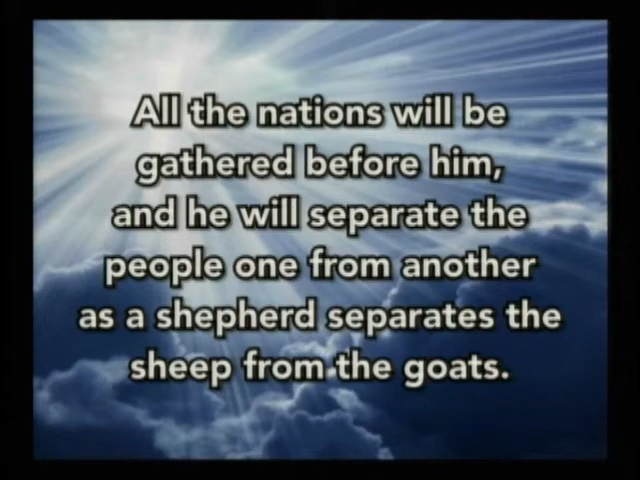 All the nations will be
gathered before him,
and he will separate the
people one from another
as a shepherd separates the
sheep from the goats.